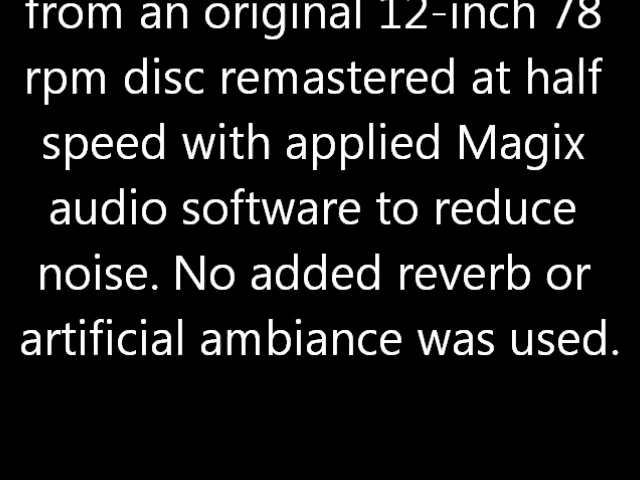 from an original 12-inch 78
rpm disc remastered at half
speed with applied Magix
audio software to reduce
noise. No added reverb or
artificial ambiance was used.